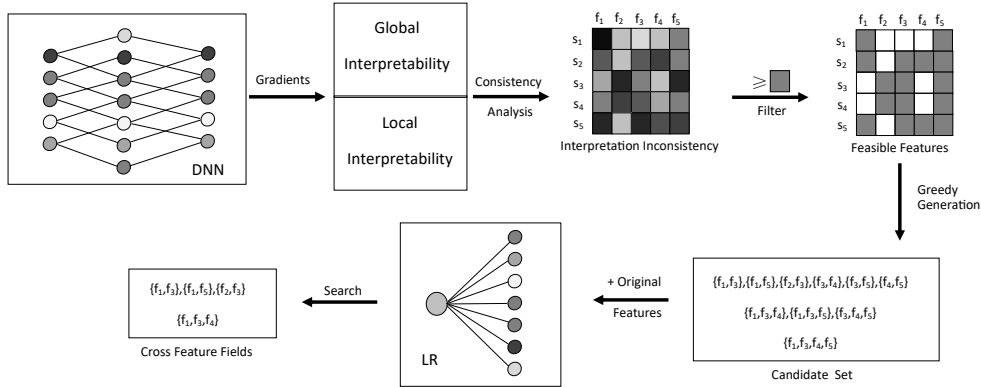 DNN
Gradients
Global
Interpretability
Local
Interpretability
Consistency
Analysis
f₁ f₂ f₃ f₄ f₅
s₁
s₂
s₃
s₄
s₅
Interpretation Inconsistency
⩾
Filter
f₁ f₂ f₃ f₄ f₅
s₁
s₂
s₃
s₄
s₅
Feasible Features
Greedy
Generation
{f₁,f₃},{f₁,f₅},{f₂,f₃},{f₃,f₄},{f₃,f₅},{f₄,f₅}
{f₁,f₃,f₄},{f₁,f₃,f₅},{f₃,f₄,f₅}
{f₁,f₃,f₄,f₅}
Candidate Set
+ Original
Features
LR
Search
{f₁,f₃},{f₁,f₅},{f₂,f₃}
{f₁,f₃,f₄}
Cross Feature Fields